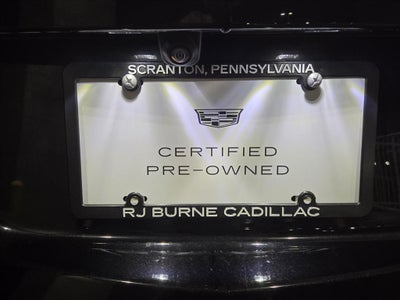 SCRANTON, PENNSYLVANIA
CERTIFIED
PRE-OWNED
RJ BURNE CADILLAC